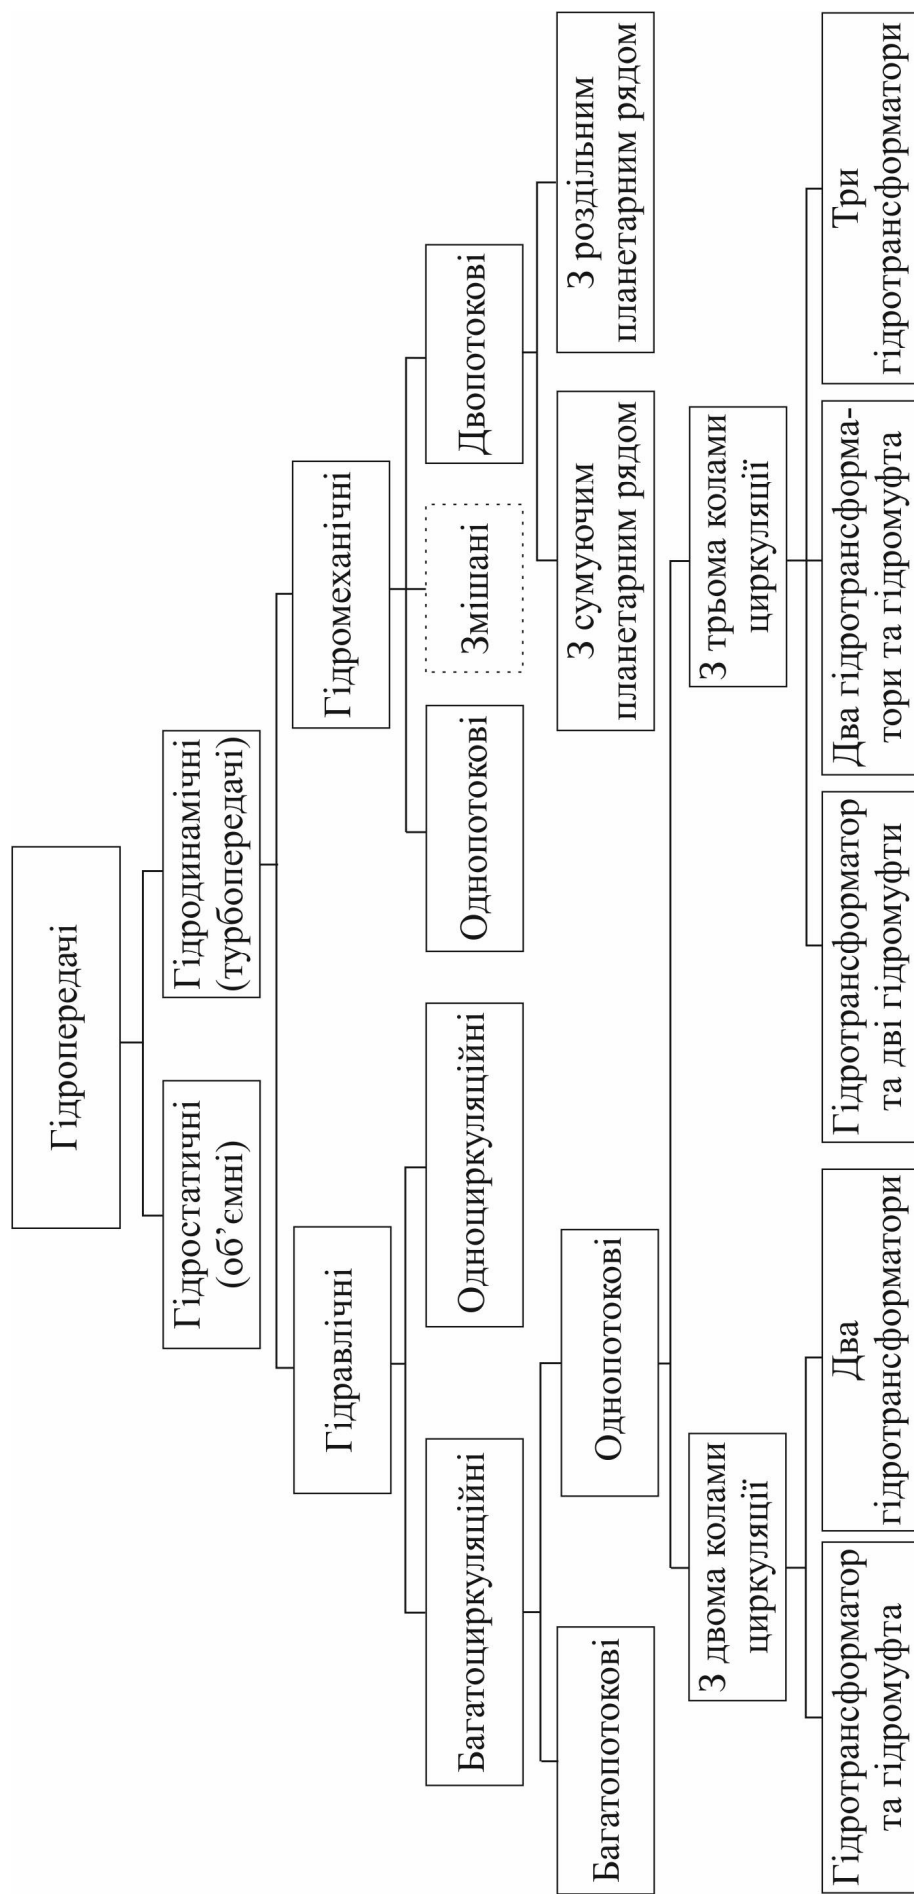 Гідропередачі
Гідростатичні
(об’ємні)
Гідродинамічні
(турбопередачі)
Гідравлічні
Гідромеханічні
Багатоциркуляційні
Одноциркуляційні
Однопотокові
Змішані
Двопотокові
Багатопотокові
Однопотокові
З сумуючим
планетарним рядом
З роздільним
планетарним рядом
З двома колами
циркуляції
З трьома колами
циркуляції
Гідротрансформатор
та гідромуфта
Два
гідротрансформатори
Гідротрансформатор
та дві гідромуфти
Два гідротрансформа-
тори та гідромуфта
Три
гідротрансформатори